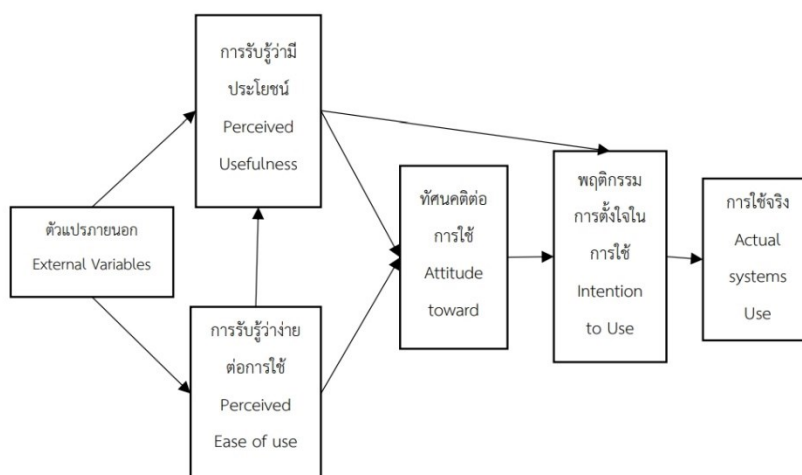 การรับรู้ว่ามี
ประโยชน์
Perceived
Usefulness
ตัวแปรภายนอก
External Variables
การรับรู้ว่าง่าย
ต่อการใช้
Perceived
Ease of use
ทัศนคติต่อ
การใช้
Attitude
toward
พฤติกรรม
การตั้งใจใน
การใช้
Intention
to Use
การใช้จริง
Actual
systems
Use